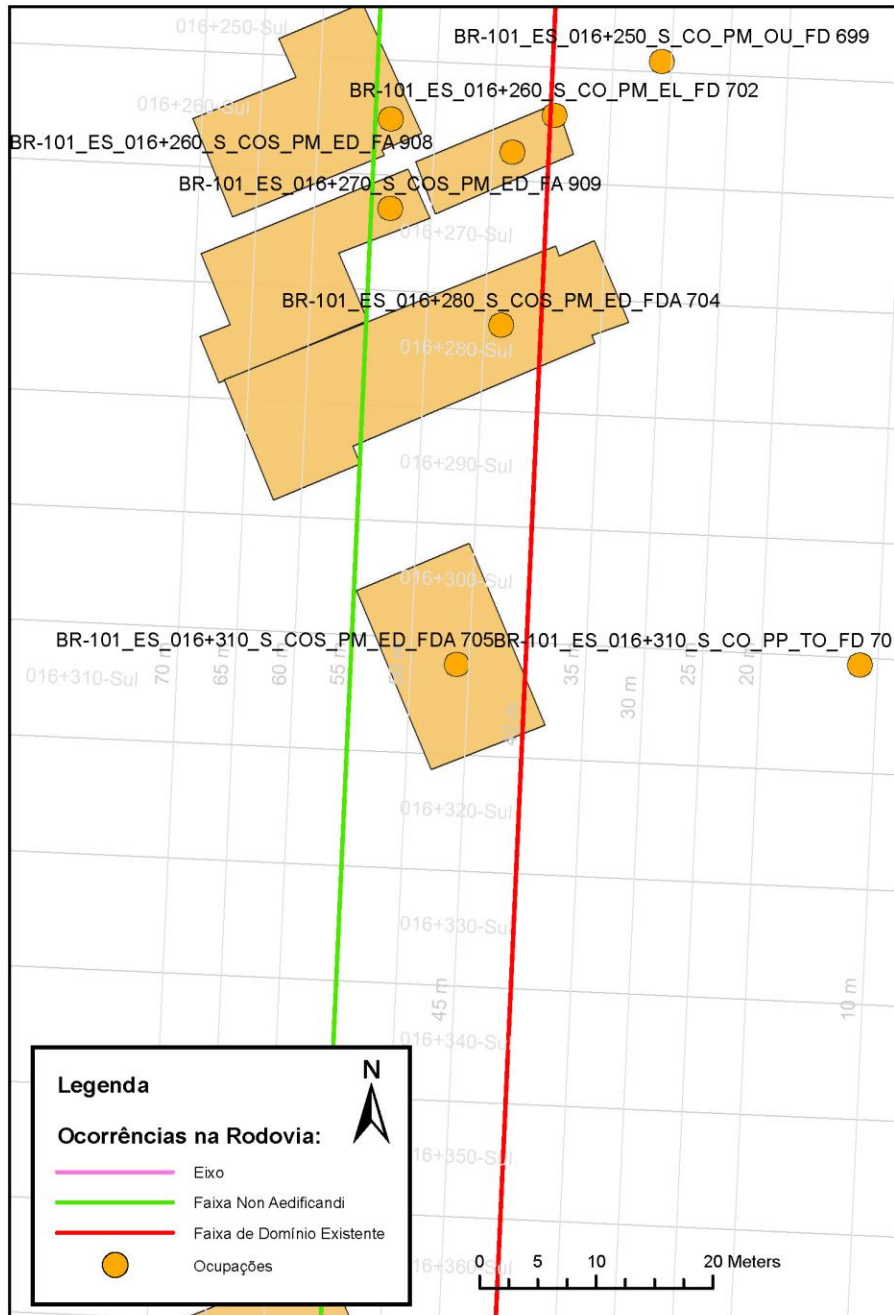 016+250-Sul
BR-101_ES_016+250_S_CO_PM_OU_FD 699
016+260-Sul
BR-101_ES_016+260_S_CO_PM_EL_FD 702
BR-101_ES_016+260_S_COS_PM_ED_FA 908
BR-101_ES_016+270_S_COS_PM_ED_FA 909
016+270-Sul
BR-101_ES_016+280_S_COS_PM_ED_FDA 704
016+280-Sul
016+290-Sul
016+300-Sul
BR-101_ES_016+310_S_COS_PM_ED_FDA 705
BR-101_ES_016+310_S_CO_PP_TO_FD 70
016+310-Sul
70 m
65 m
60 m
55 m
35 m
30 m
25 m
20 m
016+320-Sul
016+330-Sul
45 m
10 m
016+340-Sul
016+350-Sul
016+360-Sul
Legenda
N
Ocorrências na Rodovia:
Eixo
Faixa Non Aedificandi
Faixa de Domínio Existente
Ocupações
0 5 10 20 Meters